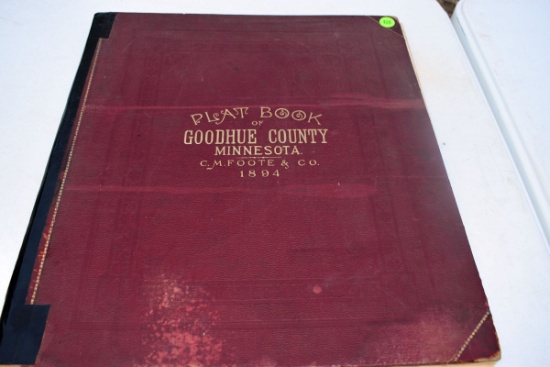 PLAT BOOK
OF
GOODHUE COUNTY
MINNESOTA.
C.M. FOOTE & CO.
1894